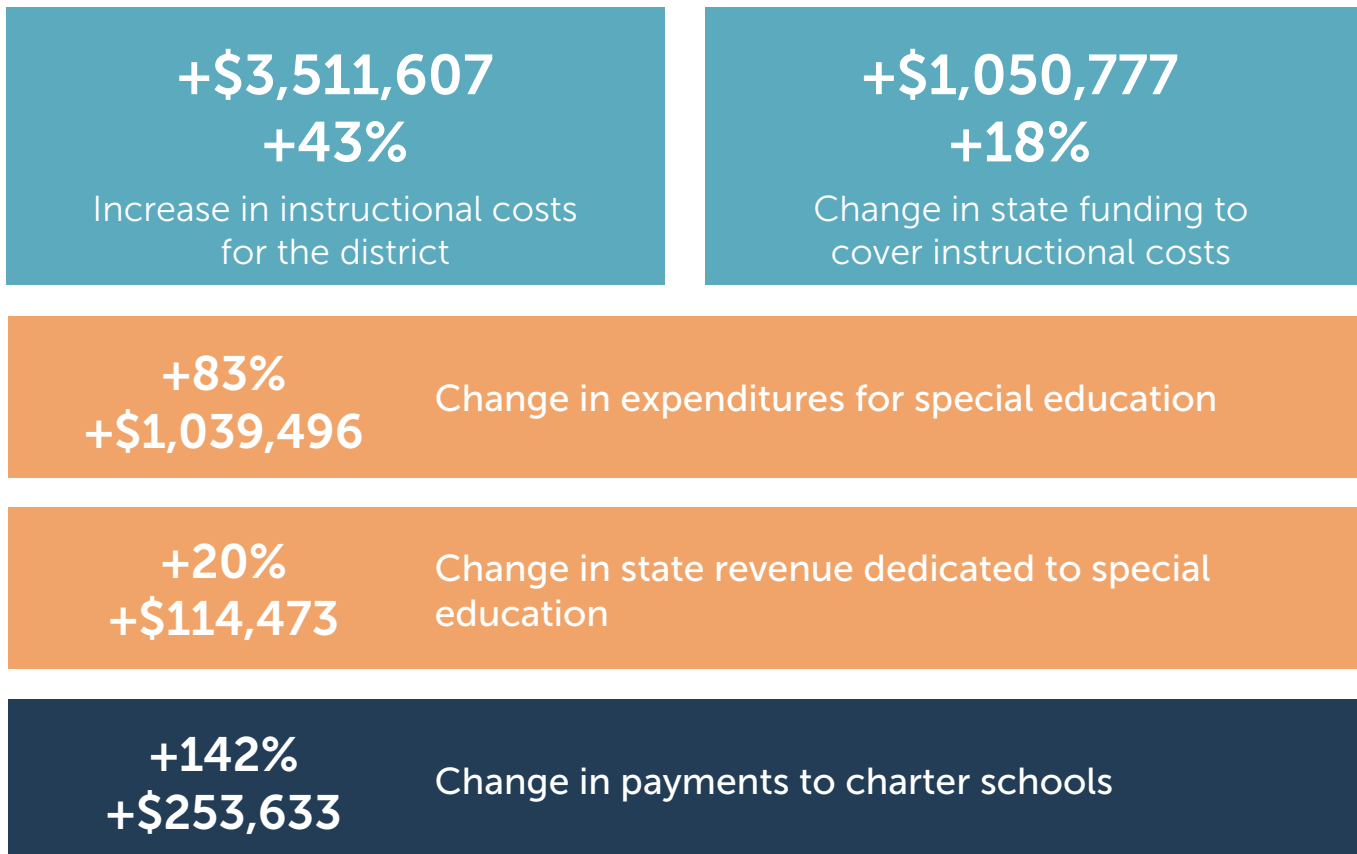 +$3,511,607
+43%
Increase in instructional costs
for the district
+$1,050,777
+18%
Change in state funding to
cover instructional costs
+83%
+$1,039,496
Change in expenditures for special education
+20%
+$114,473
Change in state revenue dedicated to special
education
+142%
+$253,633
Change in payments to charter schools